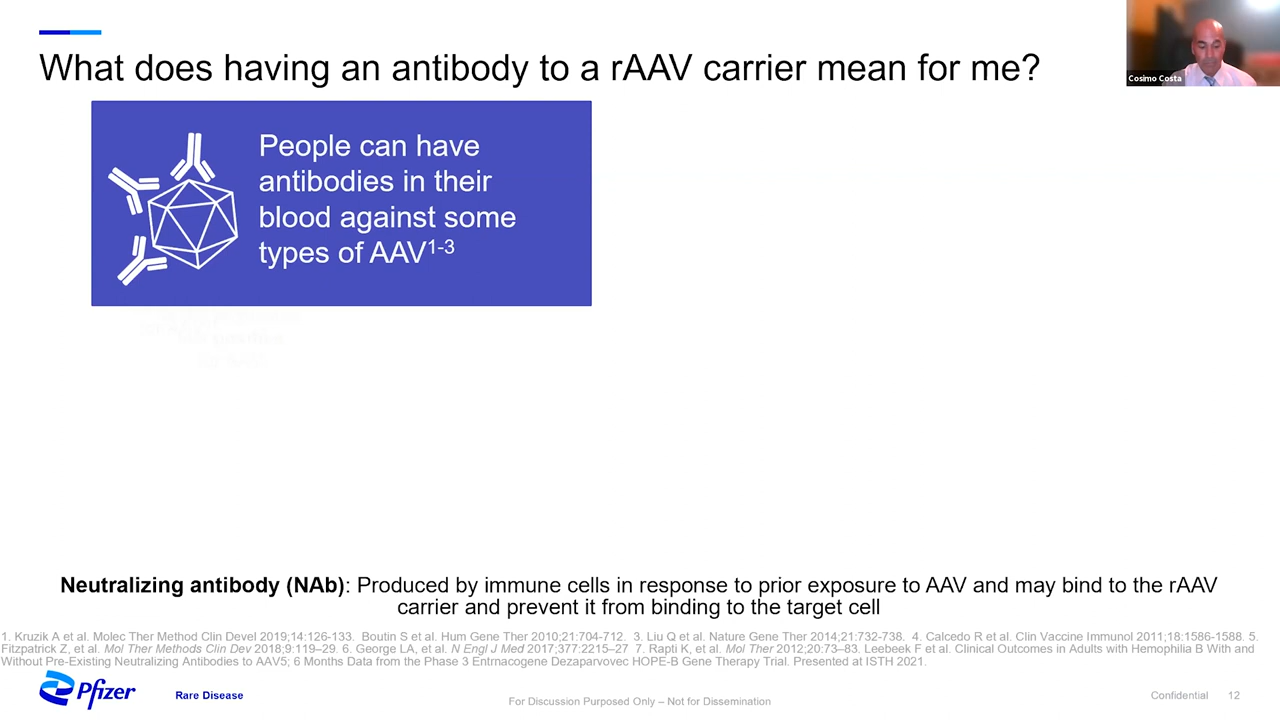 What does having an antibody to a rAAV carrier mean for me?
Cosimo Costa
People can have
antibodies in their
blood against some
types of AAV1-3
Neutralizing antibody (NAb): Produced by immune cells in response to prior exposure to AAV and may bind to the rAAV
carrier and prevent it from binding to the target cell
1. Kruzik A et al. Molec Ther Method Clin Devel 2019;14:126-133.  Boutin S et al. Hum Gene Ther 2010;21:704-712.  3. Liu Q et al. Nature Gene Ther 2014;21:732-738.  4. Calcedo R et al. Clin Vaccine Immunol 2011;18:1586-1588. 5.
Fitzpatrick Z, et al. Mol Ther Methods Clin Dev 2018;9:119–29. 6. George LA, et al. N Engl J Med 2017;377:2215–27  7. Rapti K, et al. Mol Ther 2012;20:73–83. Leebeek F et al. Clinical Outcomes in Adults with Hemophilia B With and
Without Pre-Existing Neutralizing Antibodies to AAV5; 6 Months Data from the Phase 3 Entrnacogene Dezaparvovec HOPE-B Gene Therapy Trial. Presented at ISTH 2021.
Pfizer
Rare Disease
For Discussion Purposed Only – Not for Dissemination
Confidential 12